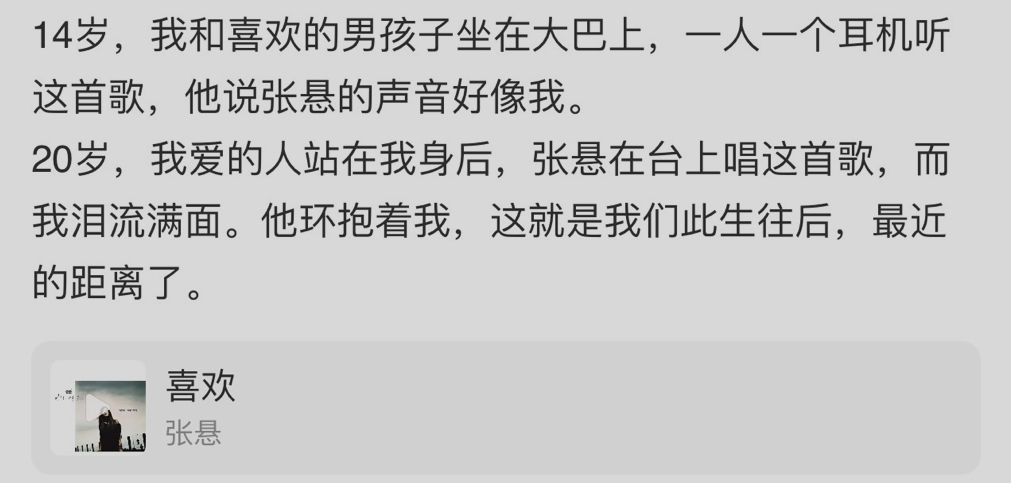 14岁，我和喜欢的男孩子坐在大巴上，一人一个耳机听
这首歌，他说张悬的声音好像我。
20岁，我爱的人站在我身后，张悬在台上唱这首歌，而
我泪流满面。他环抱着我，这就是我们此生往后，最近
的距离了。
喜欢
张悬